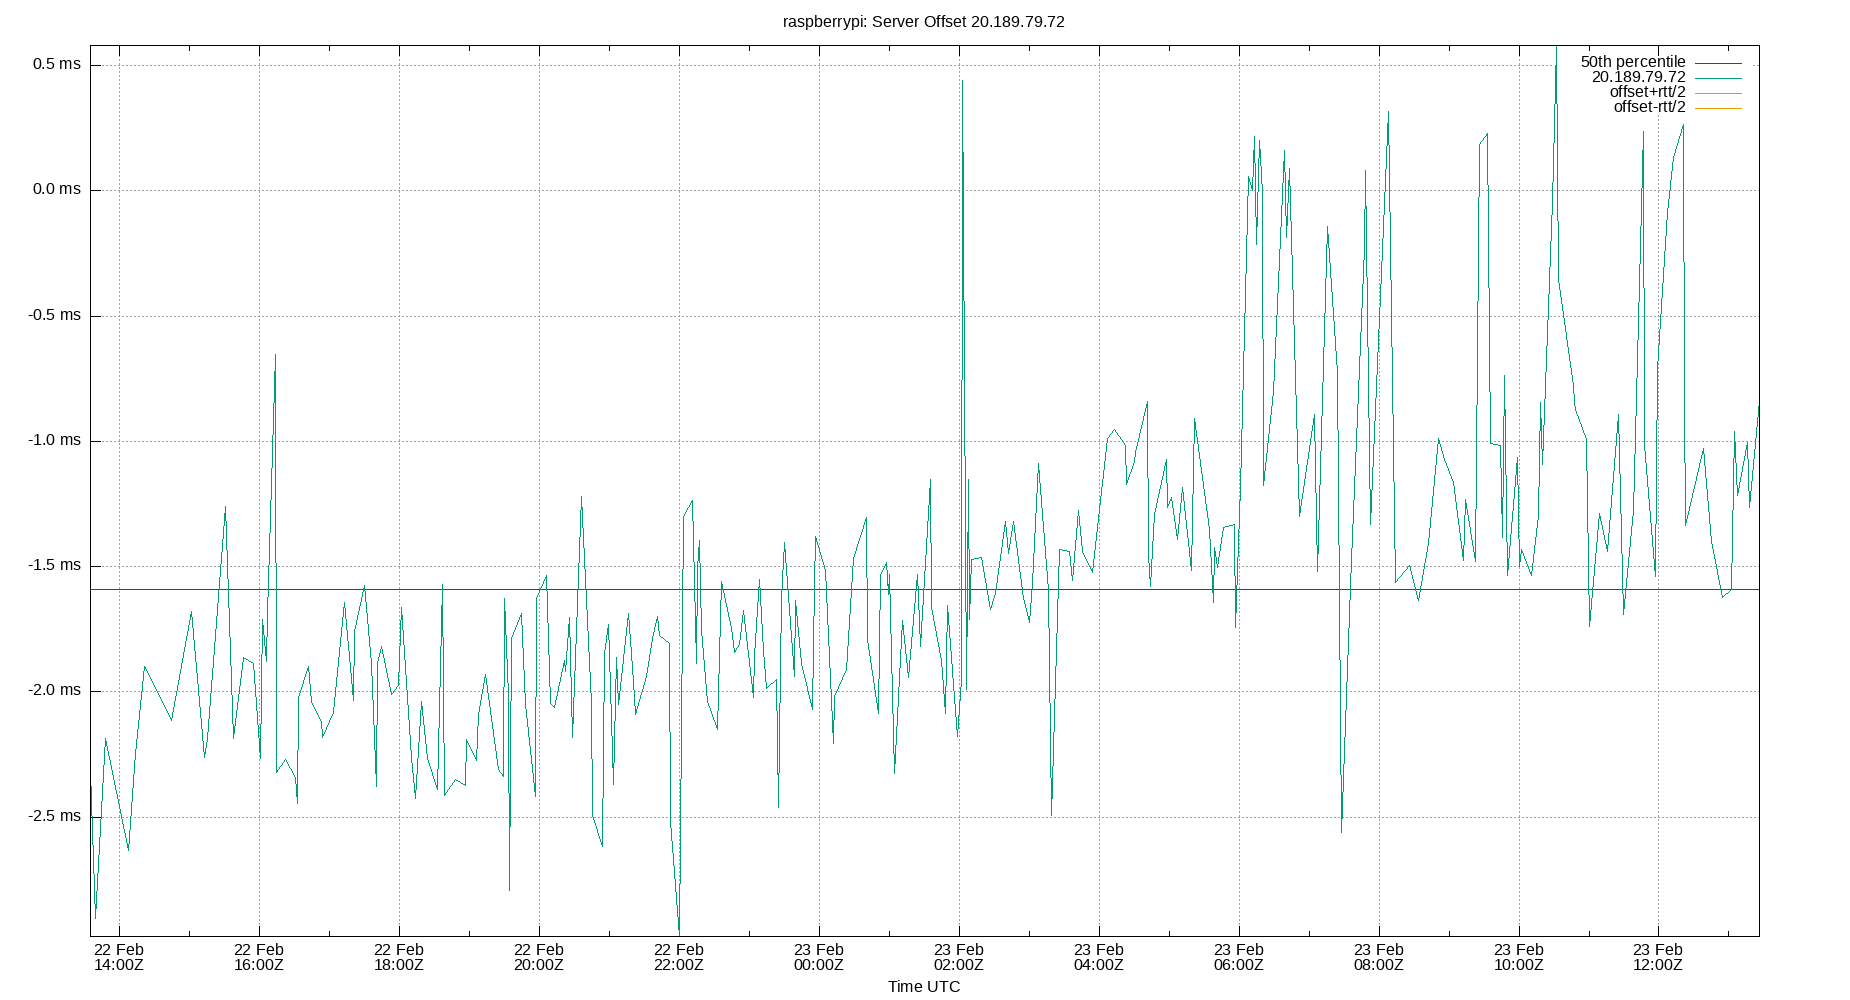 raspberrypi: Server Offset 20.189.79.72
0.5 ms
0.0 ms
-0.5 ms
-1.0 ms
-1.5 ms
-2.0 ms
-2.5 ms
50th percentile
20.189.79.72
offset+rtt/2
offset-rtt/2
22 Feb 22 Feb 22 Feb 22 Feb 22 Feb 23 Feb 23 Feb 23 Feb 23 Feb 23 Feb 23 Feb 23 Feb
14:00Z 16:00Z 18:00Z 20:00Z 22:00Z 00:00Z 02:00Z 04:00Z 06:00Z 08:00Z 10:00Z 12:00Z
Time UTC